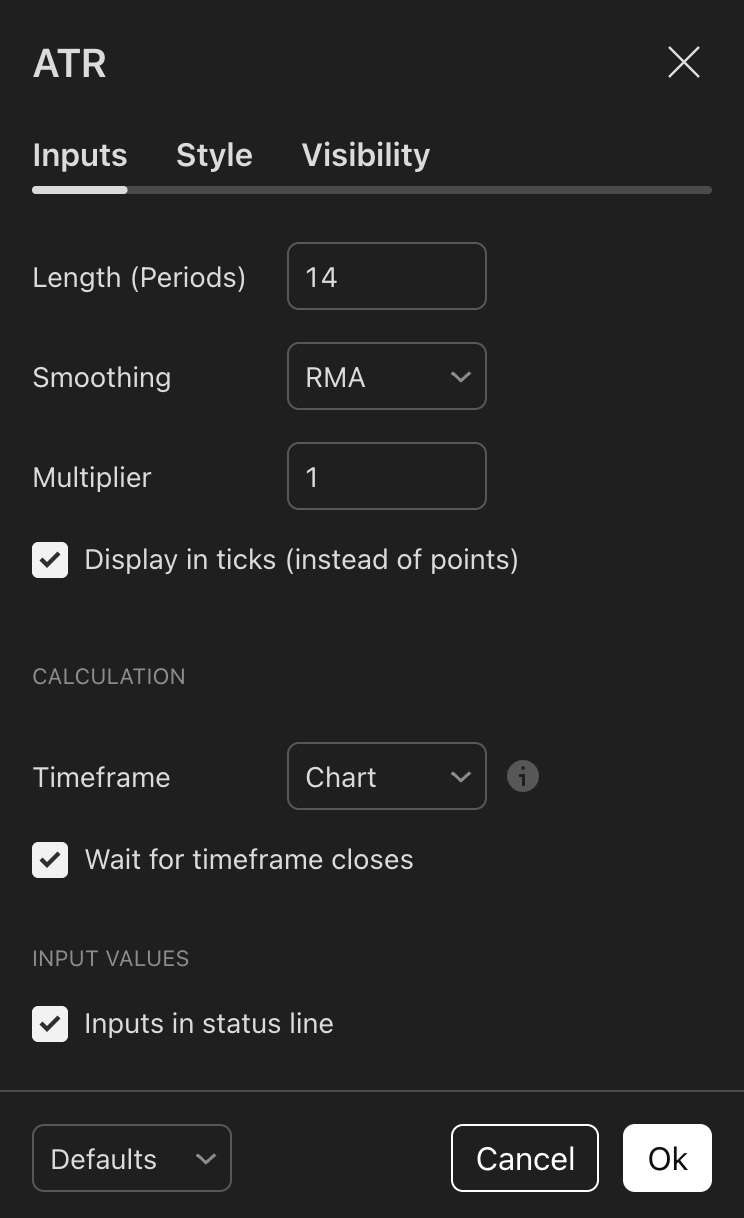 ATR
Inputs Style Visibility
Length (Periods) 14
Smoothing RMA
Multiplier 1
Display in ticks (instead of points)
CALCULATION
Timeframe Chart
Wait for timeframe closes
INPUT VALUES
Inputs in status line
Defaults Cancel Ok